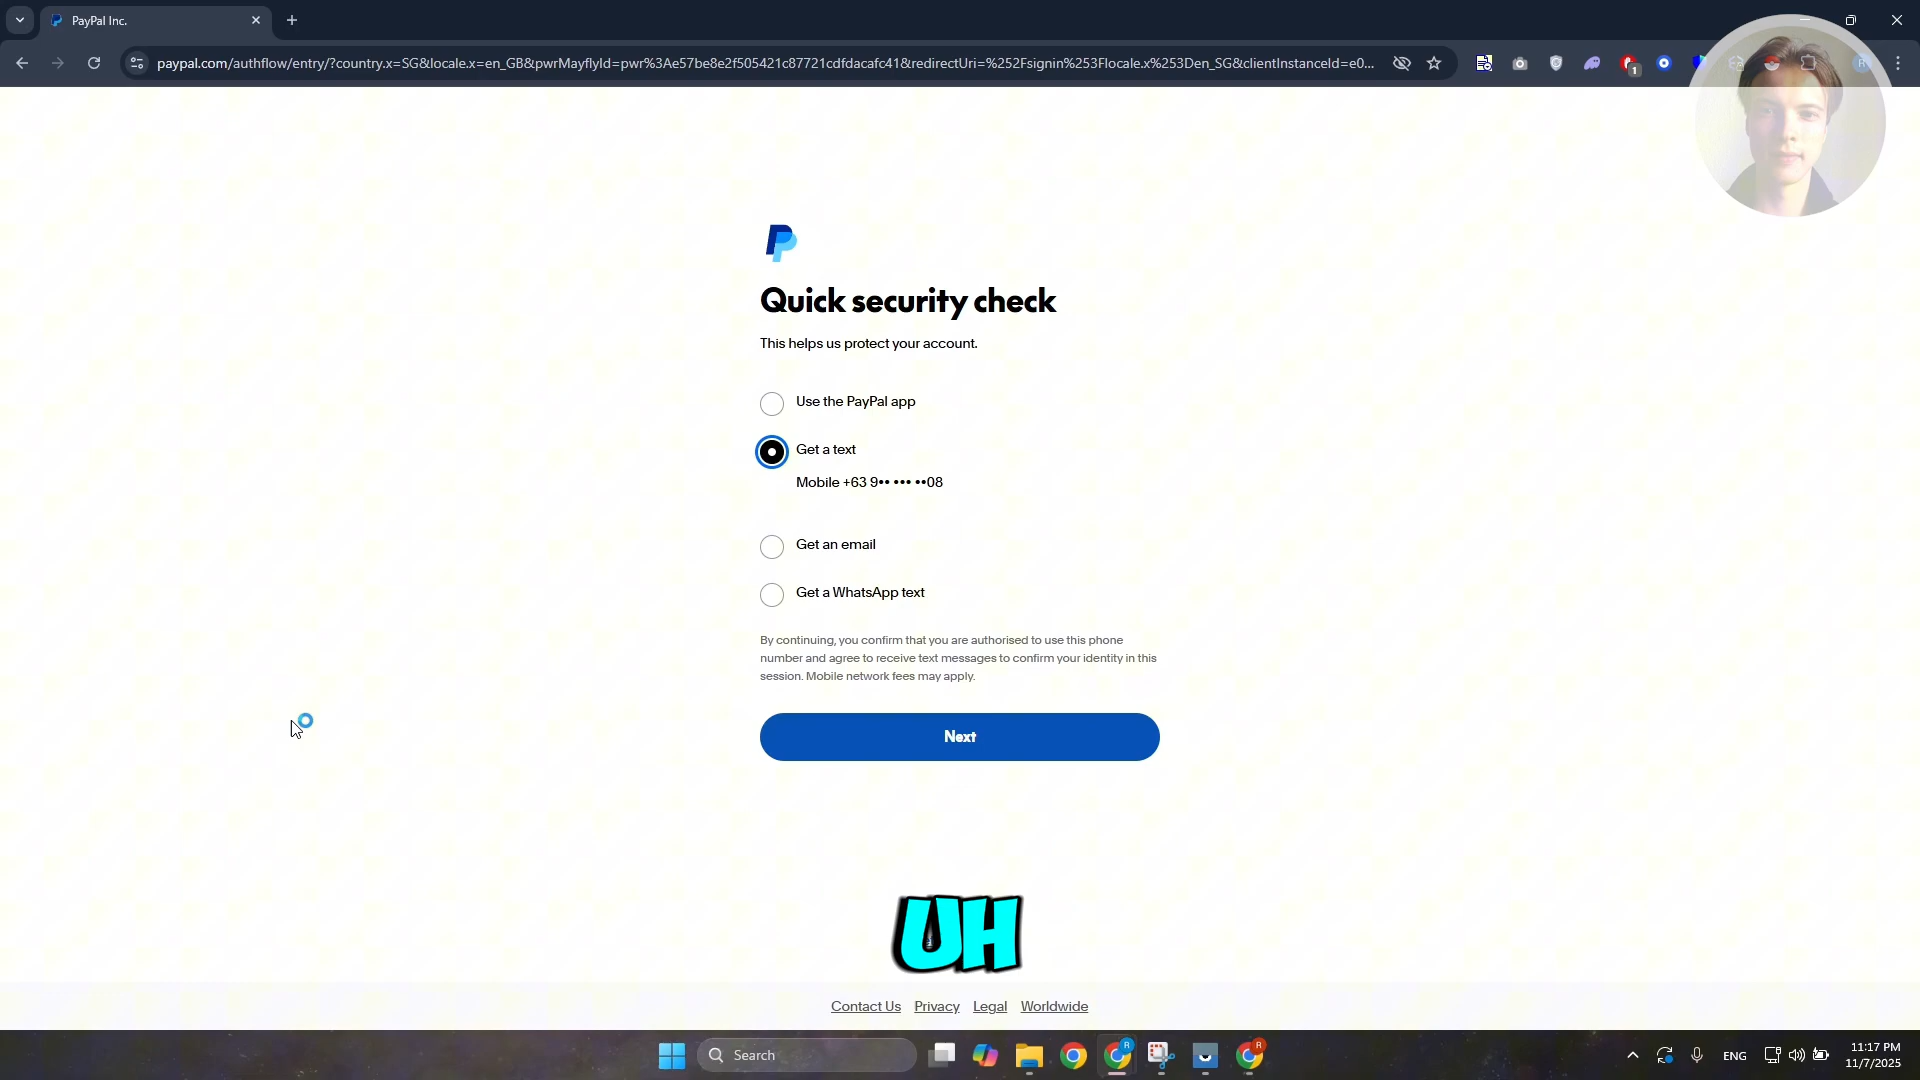 PayPal Inc.
paypal.com/authflow/entry/?country.x=SG&locale.x=en_GB&pwrMayflyId=pwr%3Ae57be8e2f505421c87721cdfdacafc41&redirectUri=%252Fsignin%253Flocale.x%253Den_SG&clientInstanceId=e0...
1
R
Quick security check
This helps us protect your account.
Use the PayPal app
Get a text
Mobile +63 9•• ••• ••08
Get an email
Get a WhatsApp text
By continuing, you confirm that you are authorised to use this phone
number and agree to receive text messages to confirm your identity in this
session. Mobile network fees may apply.
Next
UH
Contact Us Privacy Legal Worldwide
Search
R
R
ENG
11:17 PM
11/7/2025